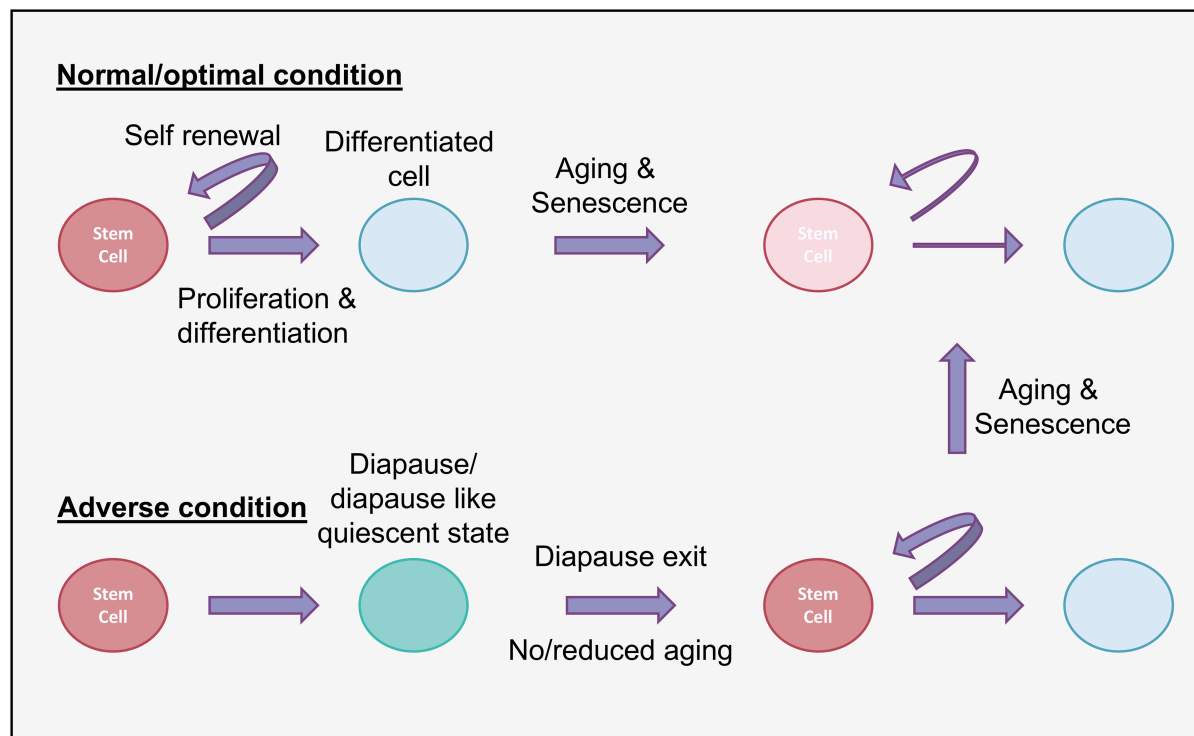 Normal/optimal condition
Self renewal
Differentiated
cell
Aging &
Senescence
Stem
Cell
Stem
Cell
Proliferation &
differentiation
Aging &
Senescence
Diapause/
diapause like
quiescent state
Adverse condition
Diapause exit
Stem
Cell
Stem
Cell
No/reduced aging